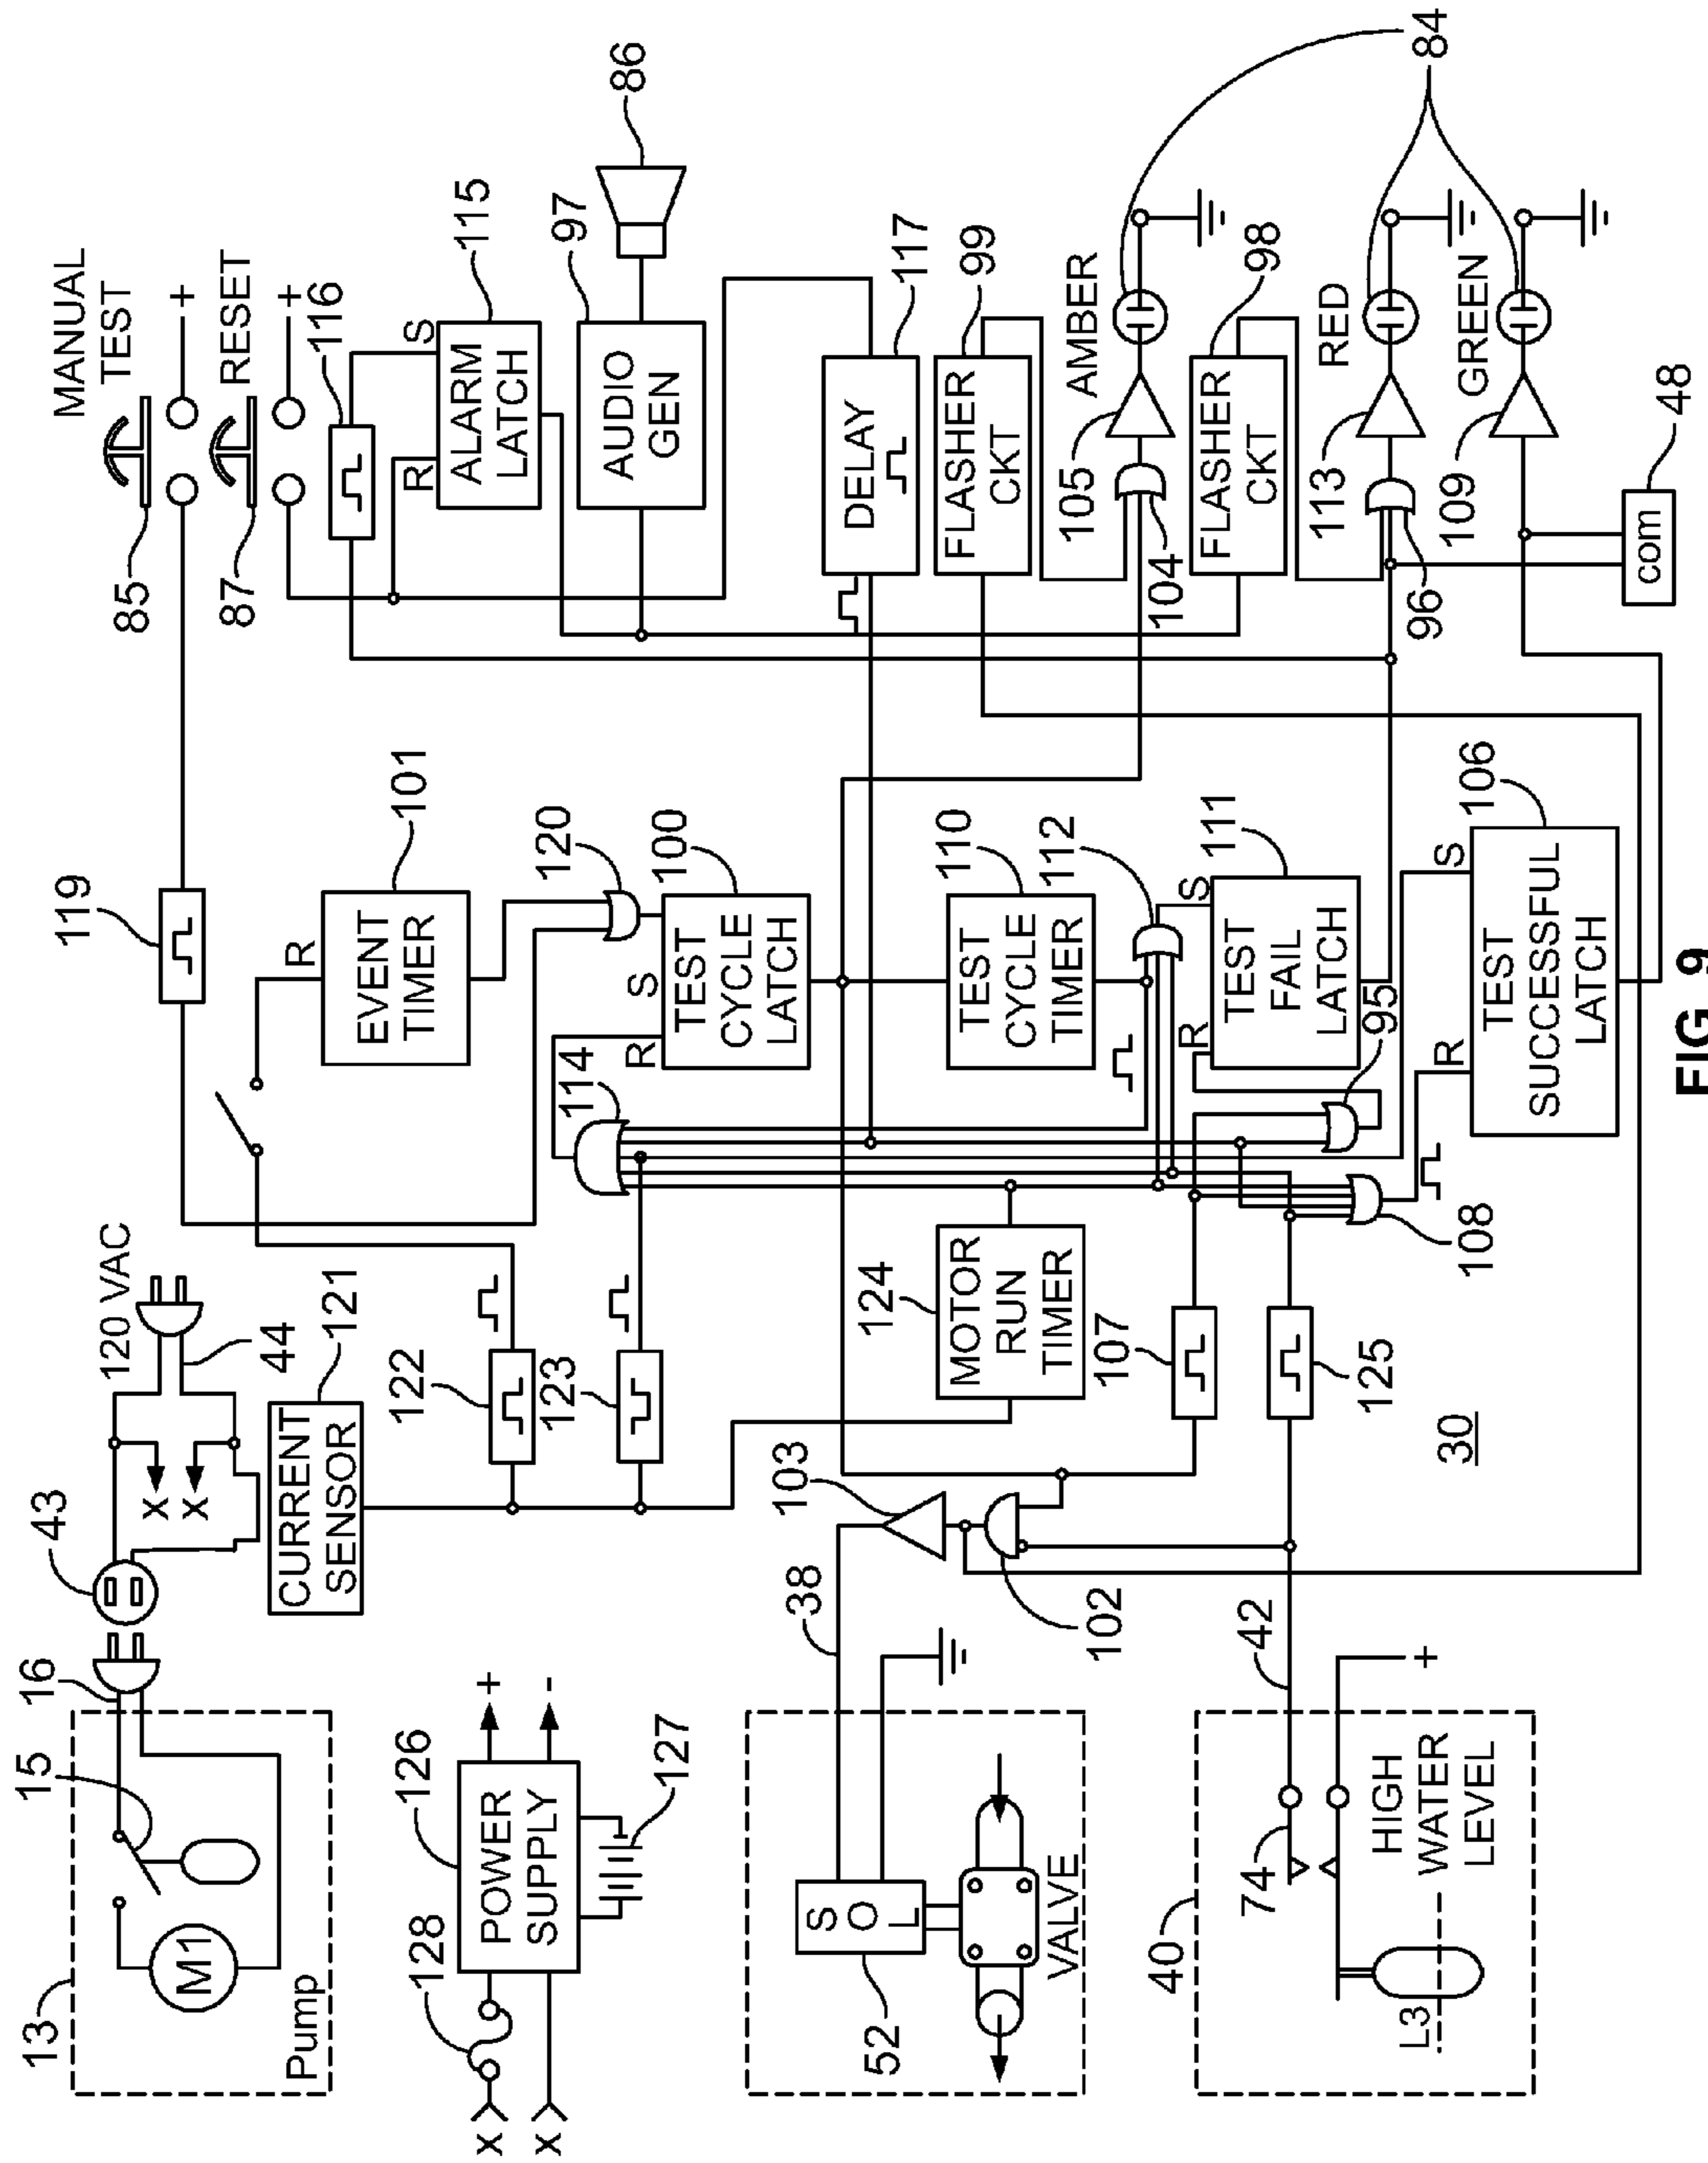 MANUAL
TEST
+
85
RESET
+
87
116
S
R
ALARM
LATCH
115
AUDIO
GEN
97
86
DELAY
117
FLASHER
CKT
99
AMBER
105
104
FLASHER
CKT
98
RED
113
96
GREEN
109
84
com
48
119
R
EVENT
TIMER
101
120
S
R
TEST
CYCLE
LATCH
100
114
TEST
CYCLE
TIMER
110
112
S
R
TEST
FAIL
LATCH
111
95
S
R
TEST
SUCCESSFUL
LATCH
106
108
120 VAC
44
43
X
X
CURRENT
SENSOR
121
122
123
MOTOR
RUN
TIMER
124
107
125
30
103
102
38
42
16
15
M1
Pump
13
POWER
SUPPLY
126
+
-
127
128
X
X
SOL
52
VALVE
40
74
+
HIGH
WATER
LEVEL
L3
FIG. 9